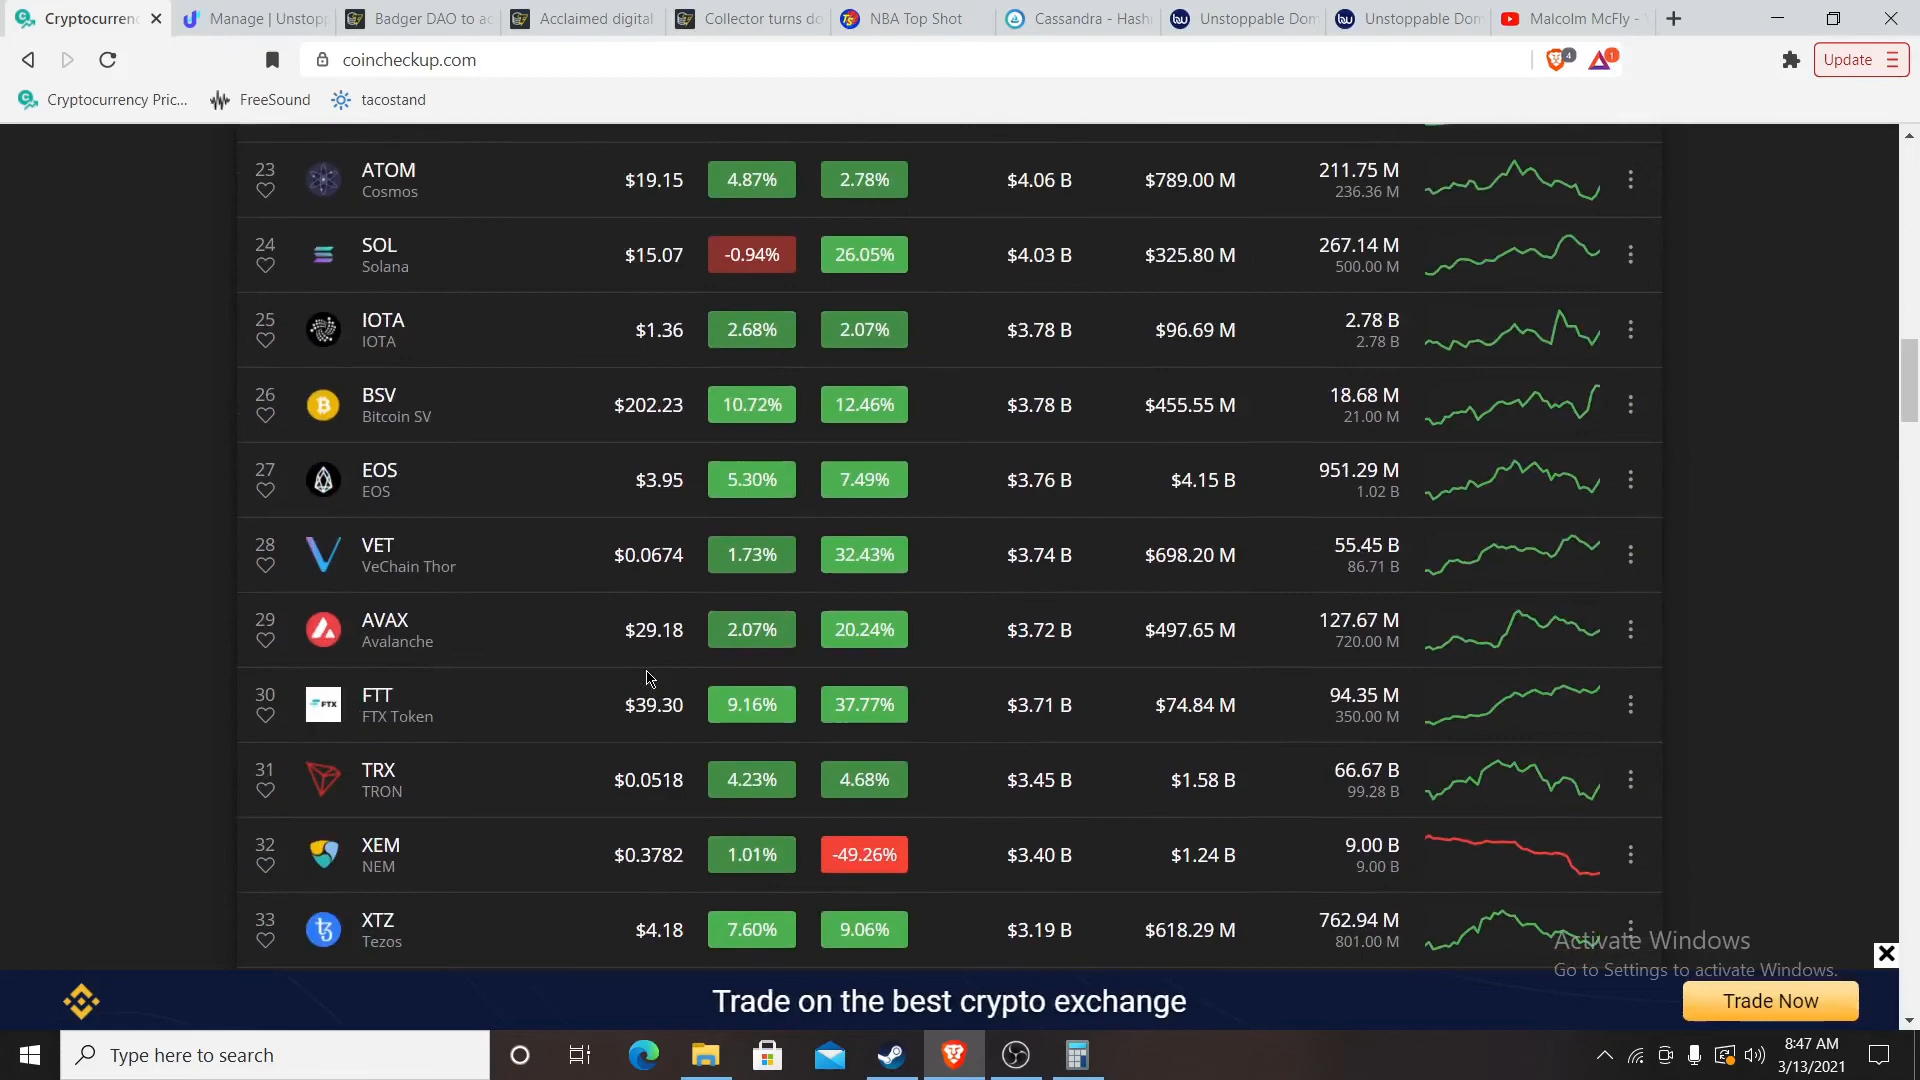 Cryptocurrenc
Manage | Unstopp
Badger DAO to ac
Acclaimed digital
Collector turns do
NBA Top Shot
Cassandra - Hashi
Unstoppable Dom
Unstoppable Dom
Malcolm McFly -
coincheckup.com
4
1
Update
Cryptocurrency Pric...
FreeSound
tacostand
23 ATOM $19.15 4.87% 2.78% $4.06 B $789.00 M 211.75 M
Cosmos 236.36 M
24 SOL $15.07 -0.94% 26.05% $4.03 B $325.80 M 267.14 M
Solana 500.00 M
25 IOTA $1.36 2.68% 2.07% $3.78 B $96.69 M 2.78 B
IOTA 2.78 B
26 BSV $202.23 10.72% 12.46% $3.78 B $455.55 M 18.68 M
Bitcoin SV 21.00 M
27 EOS $3.95 5.30% 7.49% $3.76 B $4.15 B 951.29 M
EOS 1.02 B
28 VET $0.0674 1.73% 32.43% $3.74 B $698.20 M 55.45 B
VeChain Thor 86.71 B
29 AVAX $29.18 2.07% 20.24% $3.72 B $497.65 M 127.67 M
Avalanche 720.00 M
30 FTT $39.30 9.16% 37.77% $3.71 B $74.84 M 94.35 M
FTX
FTX Token 350.00 M
31 TRX $0.0518 4.23% 4.68% $3.45 B $1.58 B 66.67 B
TRON 99.28 B
32 XEM $0.3782 1.01% -49.26% $3.40 B $1.24 B 9.00 B
NEM 9.00 B
33 XTZ $4.18 7.60% 9.06% $3.19 B $618.29 M 762.94 M
Tezos 801.00 M
Activate Windows
Go to Settings to activate Windows.
Trade on the best crypto exchange
Trade Now
Type here to search
8:47 AM
3/13/2021